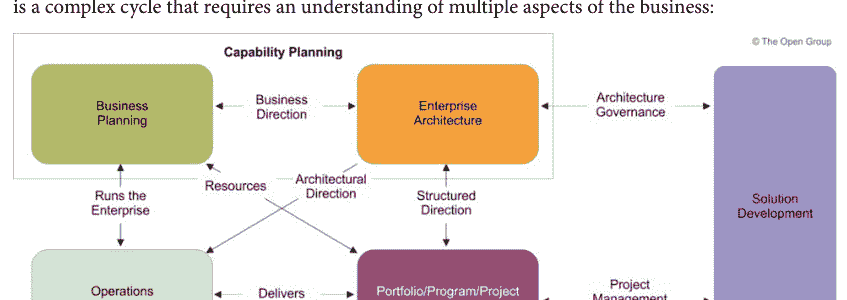 is a complex cycle that requires an understanding of multiple aspects of the business:
© The Open Group
Capability Planning
Business
Planning
Business
Direction
Enterprise
Architecture
Architecture
Governance
Resources
Architectural
Direction
Runs the
Enterprise
Structured
Direction
Solution
Development
Operations
Delivers
Portfolio/Program/Project
Project
Management